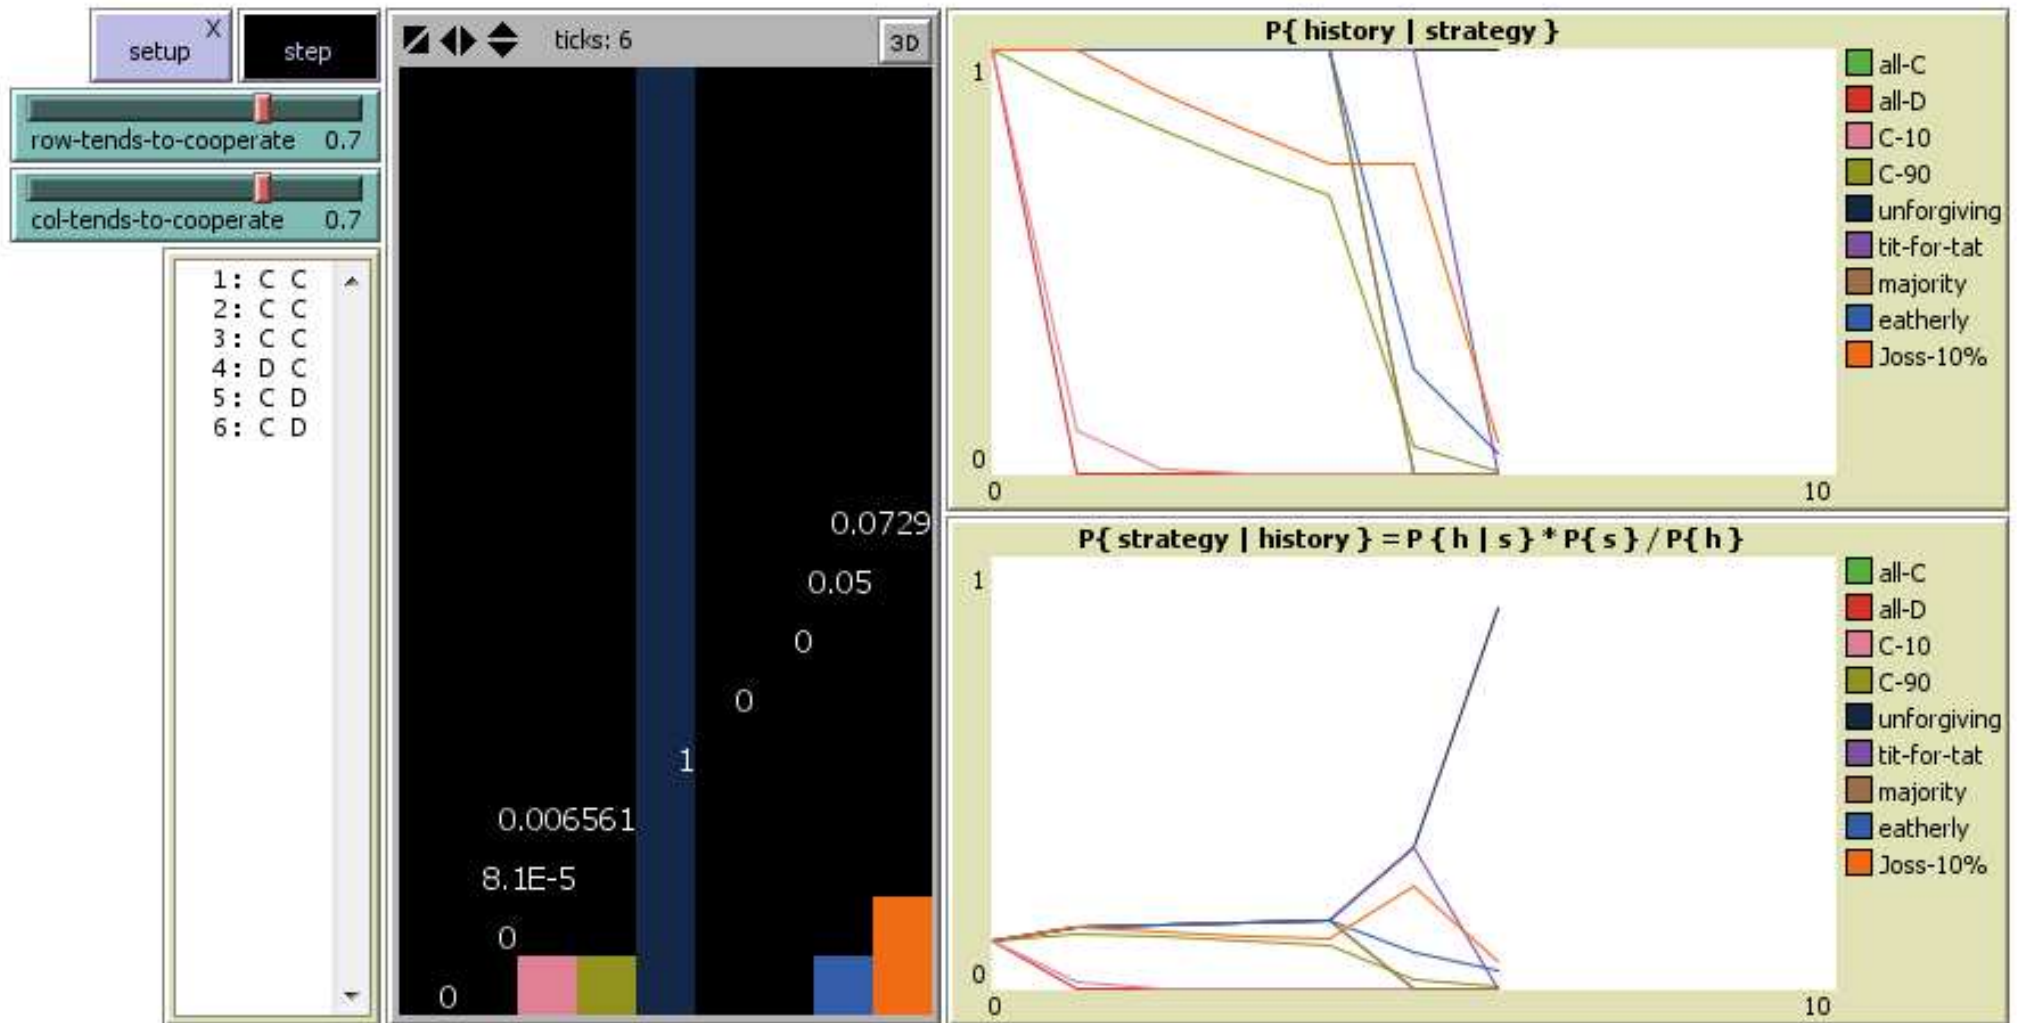 setup X
step
row-tends-to-cooperate 0.7
col-tends-to-cooperate 0.7
1: C C
2: C C
3: C C
4: D C
5: C D
6: C D
ticks: 6
3D
0.0729
0.05
0
0
1
0.006561
8.1E-5
0
0
P{ history | strategy }
1
0
0
10
all-C
all-D
C-10
C-90
unforgiving
tit-for-tat
majority
eatherly
Joss-10%
P{ strategy | history } = P { h | s } * P{ s } / P{ h }
1
0
0
10
all-C
all-D
C-10
C-90
unforgiving
tit-for-tat
majority
eatherly
Joss-10%